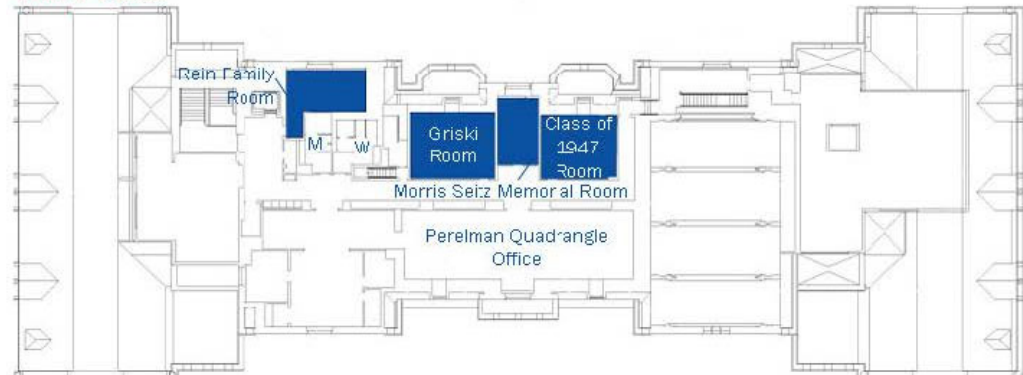 Rein Family
Room
M
W
Griski
Room
Class of
1947
Room
Morris Seitz Memorial Room
Perelman Quadrangle
Office